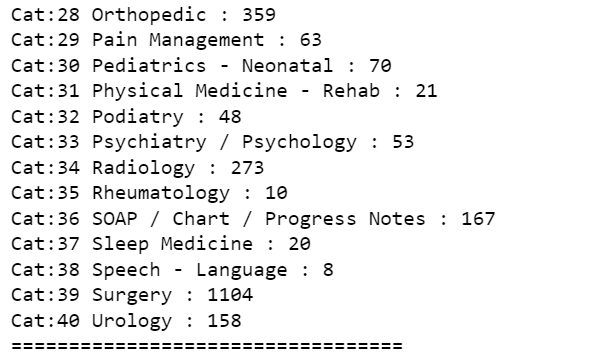 Cat:28 Orthopedic : 359
Cat:29 Pain Management : 63
Cat:30 Pediatrics - Neonatal : 70
Cat:31 Physical Medicine - Rehab : 21
Cat:32 Podiatry : 48
Cat:33 Psychiatry / Psychology : 53
Cat:34 Radiology : 273
Cat:35 Rheumatology : 10
Cat:36 SOAP / Chart / Progress Notes : 167
Cat:37 Sleep Medicine : 20
Cat:38 Speech - Language : 8
Cat:39 Surgery : 1104
Cat:40 Urology : 158
==================================